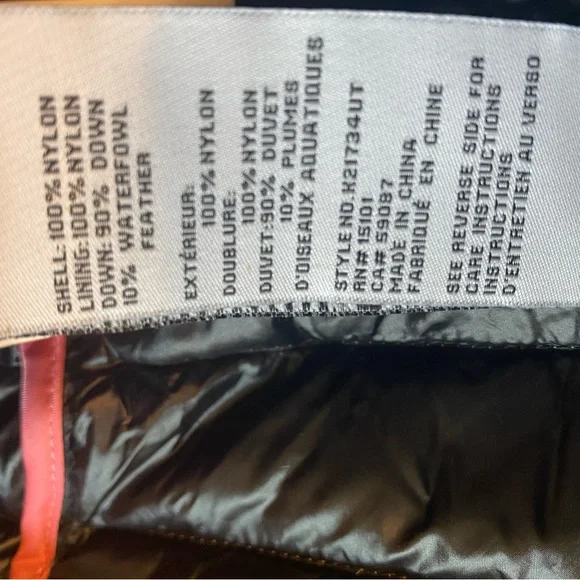 SHELL: 100% NYLON
LINING: 100% NYLON
DOWN: 90% DOWN
10% WATERFOWL
FEATHER
EXTÉRIEUR:
100% NYLON
DOUBLURE:
100% NYLON
DUVET: 90% DUVET
10% PLUMES
D'OISEAUX AQUATIQUES
STYLE NO. K21734UT
RN# 15101
CA# 59087
MADE IN CHINA
FABRIQUÉ EN CHINE
SEE REVERSE SIDE FOR
CARE INSTRUCTIONS
INSTRUCTIONS
D'ENTRETIEN AU VERSO